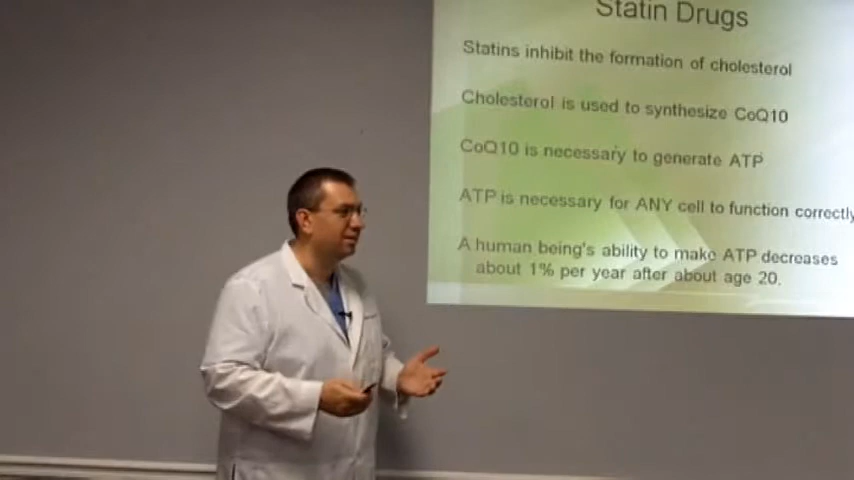 Statin Drugs
Statins inhibit the formation of cholesterol
Cholesterol is used to synthesize CoQ10
CoQ10 is necessary to generate ATP
ATP is necessary for ANY cell to function correctly
A human being's ability to make ATP decreases
about 1% per year after about age 20.